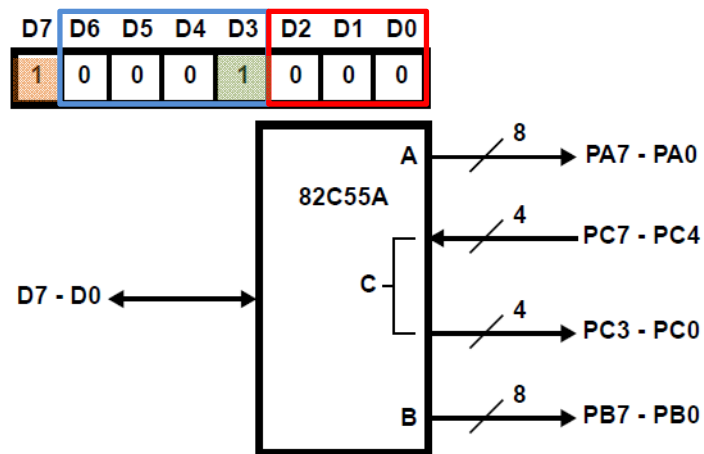 D7 D6 D5 D4 D3 D2 D1 D0
1 0 0 0 1 0 0 0
8
A PA7 - PA0
82C55A
4
PC7 - PC4
D7 - D0
C
4
PC3 - PC0
8
B PB7 - PB0